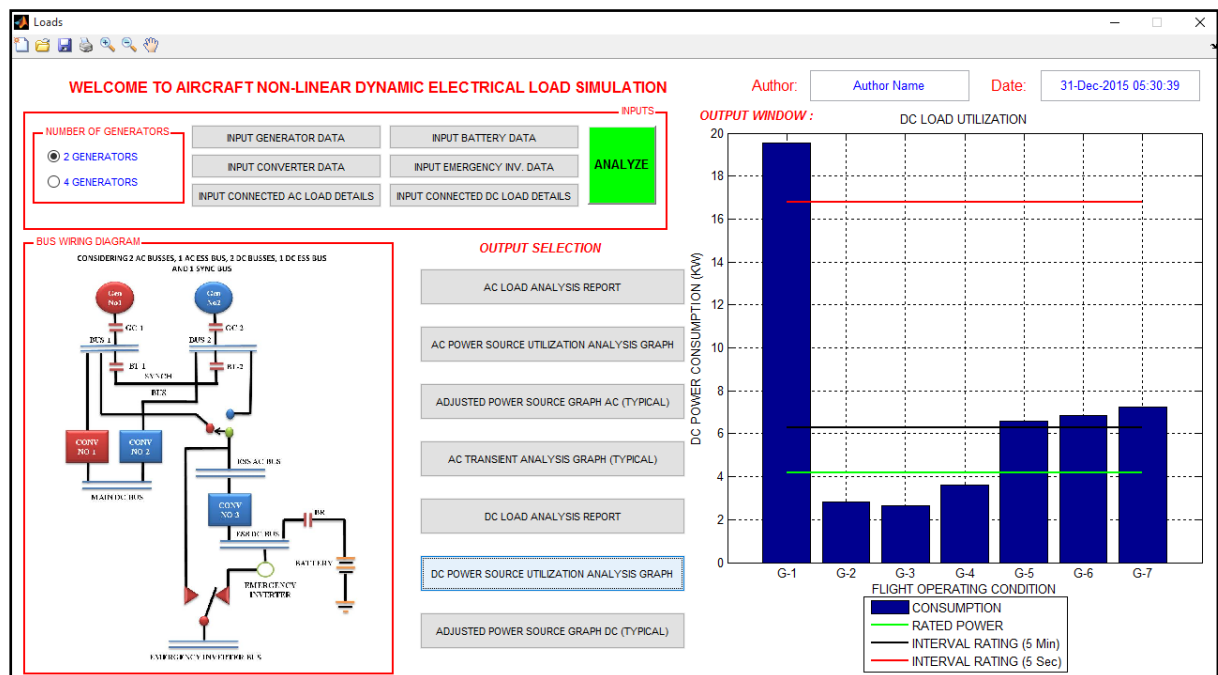 Loads
WELCOME TO AIRCRAFT NON-LINEAR DYNAMIC ELECTRICAL LOAD SIMULATION
Author:
Author Name
Date:
31-Dec-2015 05:30:39
INPUTS
NUMBER OF GENERATORS
2 GENERATORS
4 GENERATORS
INPUT GENERATOR DATA
INPUT BATTERY DATA
INPUT CONVERTER DATA
INPUT EMERGENCY INV. DATA
INPUT CONNECTED AC LOAD DETAILS
INPUT CONNECTED DC LOAD DETAILS
ANALYZE
BUS WIRING DIAGRAM
CONSIDERING 2 AC BUSSES, 1 AC ESS BUS, 2 DC BUSSES, 1 DC ESS BUS
AND 1 SYNC BUS
Gen
No1
Gen
No2
GC 1
GC 2
BUS 1
BUS 2
BT-1
BT-2
SYNCH
BUS
CONV
NO 1
CONV
NO 2
MAIN DC BUS
ESS AC BUS
CONV
NO 3
BR
ESS DC BUS
BATTERY
EMERGENCY
INVERTER
EMERGENCY INVERTER BUS
OUTPUT SELECTION
AC LOAD ANALYSIS REPORT
AC POWER SOURCE UTILIZATION ANALYSIS GRAPH
ADJUSTED POWER SOURCE GRAPH AC (TYPICAL)
AC TRANSIENT ANALYSIS GRAPH (TYPICAL)
DC LOAD ANALYSIS REPORT
DC POWER SOURCE UTILIZATION ANALYSIS GRAPH
ADJUSTED POWER SOURCE GRAPH DC (TYPICAL)
OUTPUT WINDOW :
DC LOAD UTILIZATION
DC POWER CONSUMPTION (KW)
20
18
16
14
12
10
8
6
4
2
0
G-1 G-2 G-3 G-4 G-5 G-6 G-7
FLIGHT OPERATING CONDITION
CONSUMPTION
RATED POWER
INTERVAL RATING (5 Min)
INTERVAL RATING (5 Sec)